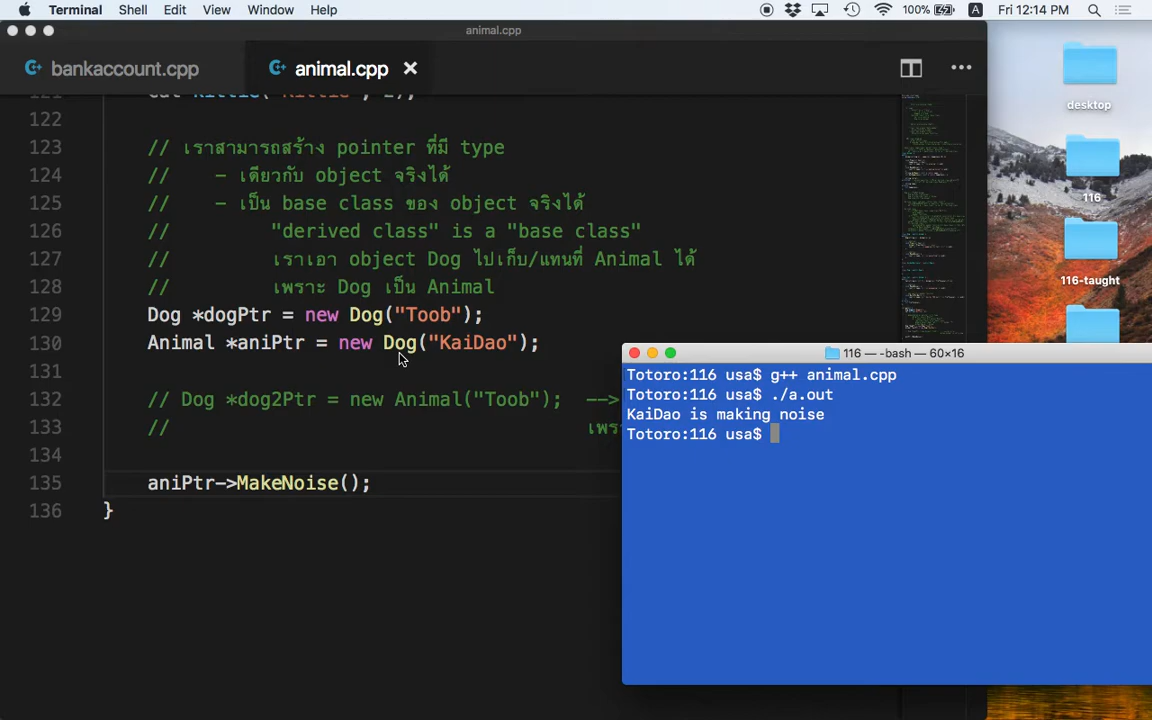 Terminal Shell Edit View Window Help 100% A Fri 12:14 PM
animal.cpp
bankaccount.cpp animal.cpp
122
123 // เราสามารถสร้าง pointer ที่มี type
124 // - เดียวกับ object จริงได้
125 // - เป็น base class ของ object จริงได้
126 // "derived class" is a "base class"
127 // เราเอา object Dog ไปเก็บ/แทนที่ Animal ได้
128 // เพราะ Dog เป็น Animal
129 Dog *dogPtr = new Dog("Toob");
130 Animal *aniPtr = new Dog("KaiDao");
131
132 // Dog *dog2Ptr = new Animal("Toob"); -->
133 // เพร
134
135 aniPtr->MakeNoise();
136 }
116 — -bash — 60×16
Totoro:116 usa$ g++ animal.cpp
Totoro:116 usa$ ./a.out
KaiDao is making noise
Totoro:116 usa$
desktop
116
116-taught